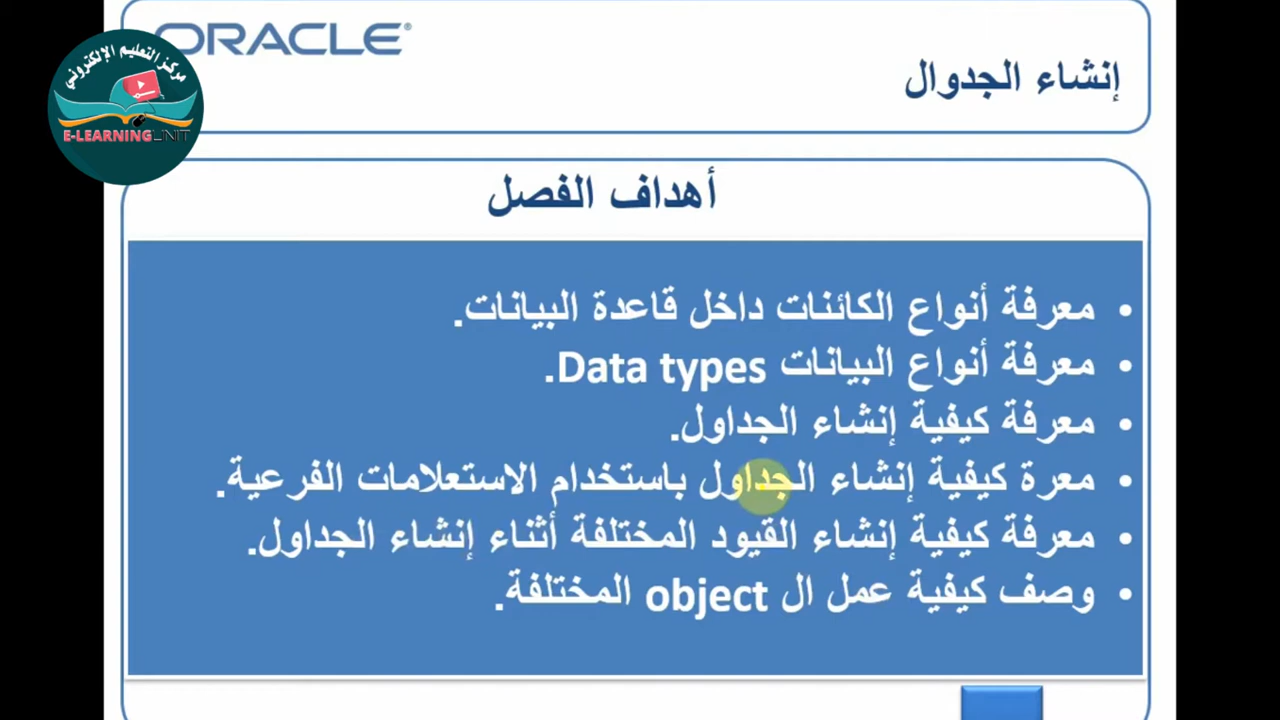 ORACLE®
مركز التعليم الإلكتروني
E-LEARNING UNIT
إنشاء الجدوال
أهداف الفصل
• معرفة أنواع الكائنات داخل قاعدة البيانات.
• معرفة أنواع البيانات Data types.
• معرفة كيفية إنشاء الجداول.
• معرة كيفية إنشاء الجداول باستخدام الاستعلامات الفرعية.
• معرفة كيفية إنشاء القيود المختلفة أثناء إنشاء الجداول.
• وصف كيفية عمل ال object المختلفة.